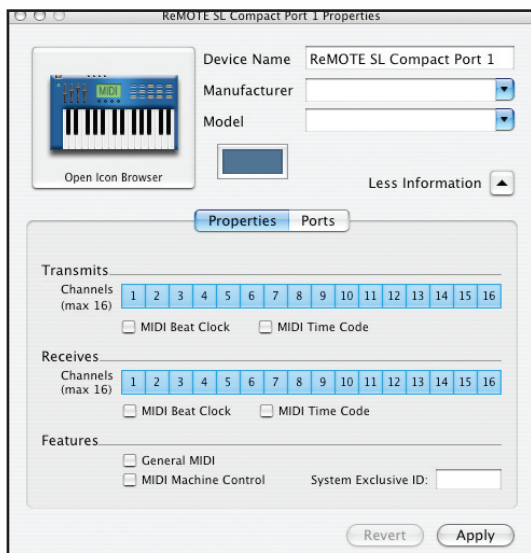 ReMOTE SL Compact Port 1 Properties
MIDI
Open Icon Browser
Device Name ReMOTE SL Compact Port 1
Manufacturer
Model
Less Information
Properties Ports
Transmits
Channels (max 16) 1 2 3 4 5 6 7 8 9 10 11 12 13 14 15 16
MIDI Beat Clock MIDI Time Code
Receives
Channels (max 16) 1 2 3 4 5 6 7 8 9 10 11 12 13 14 15 16
MIDI Beat Clock MIDI Time Code
Features
General MIDI
MIDI Machine Control System Exclusive ID:
Revert Apply